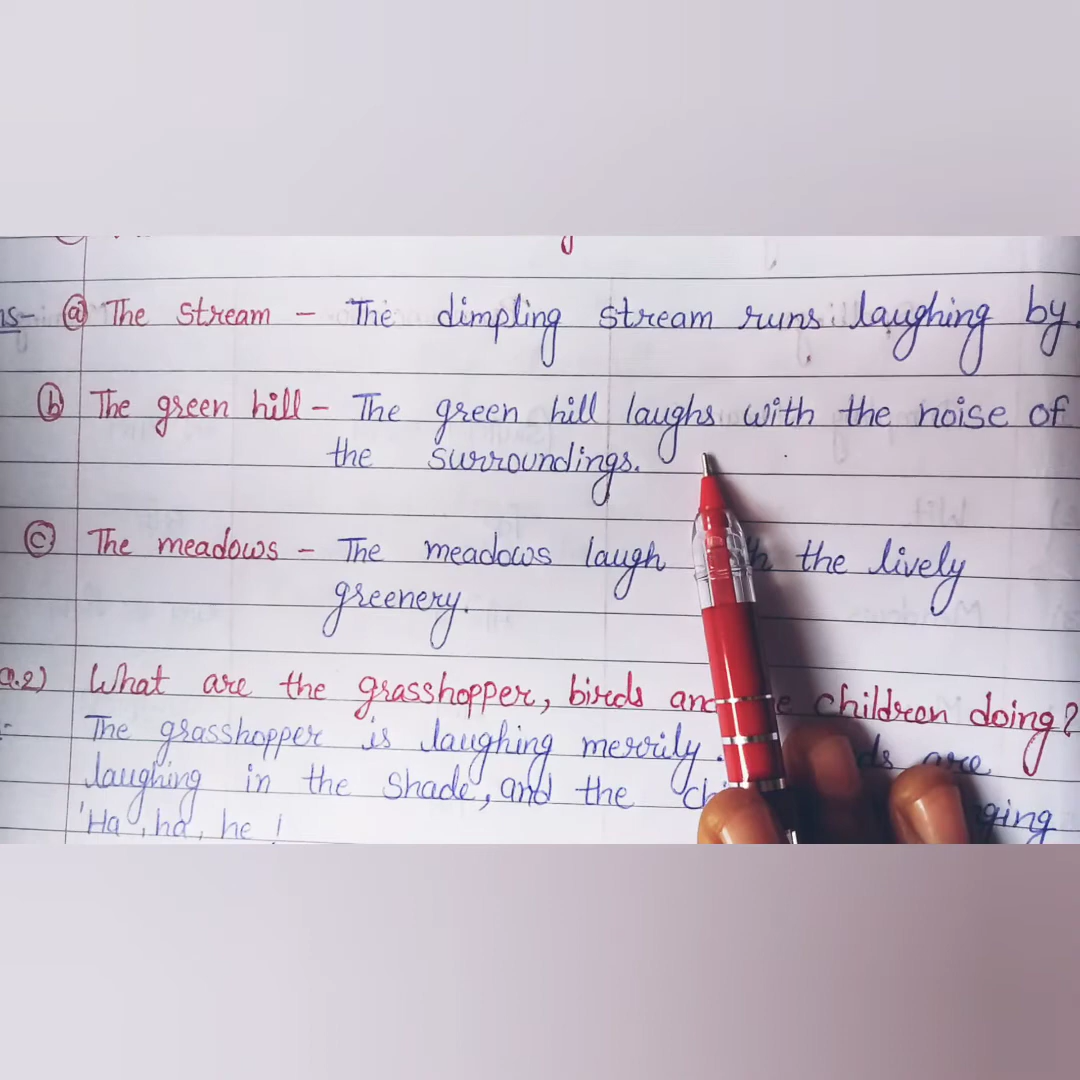 ⓐ The stream - The dimpling stream runs laughing by.
ⓑ The green hill - The green hill laughs with the noise of
the surroundings.
ⓒ The meadows - The meadows laugh the lively
greenery.
Q.2) What are the grasshopper, birds children doing?
The grasshopper is laughing merrily. are
laughing in the shade, and the
'Ha, ha, he !